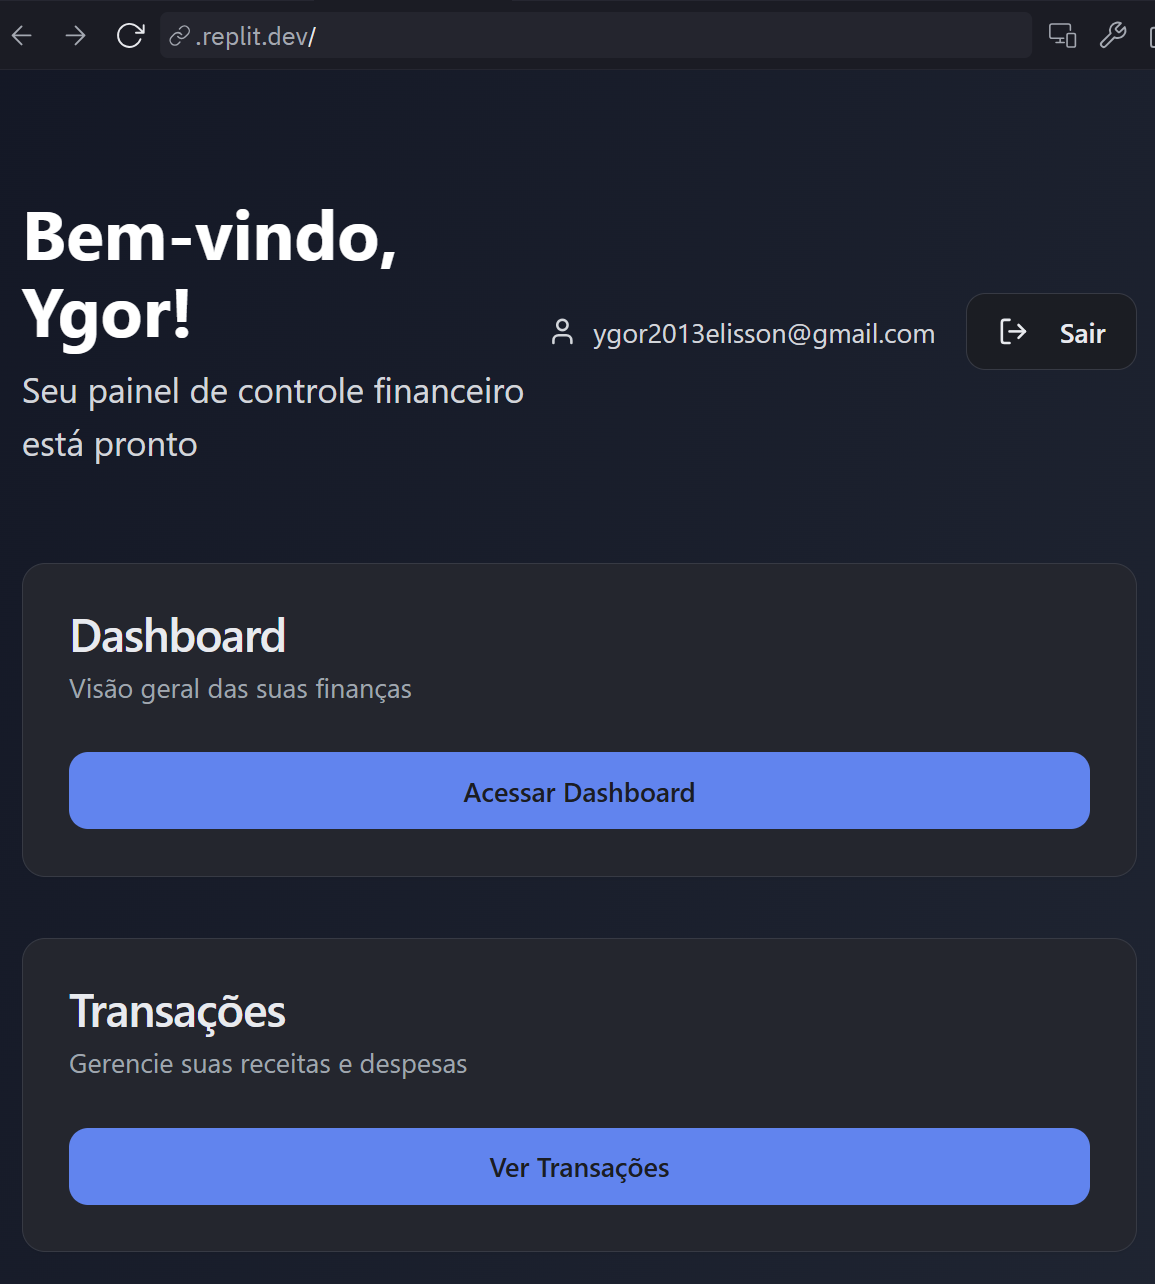 .replit.dev/
Bem-vindo,
Ygor!
Seu painel de controle financeiro
está pronto
ygor2013elisson@gmail.com
Sair
Dashboard
Visão geral das suas finanças
Acessar Dashboard
Transações
Gerencie suas receitas e despesas
Ver Transações